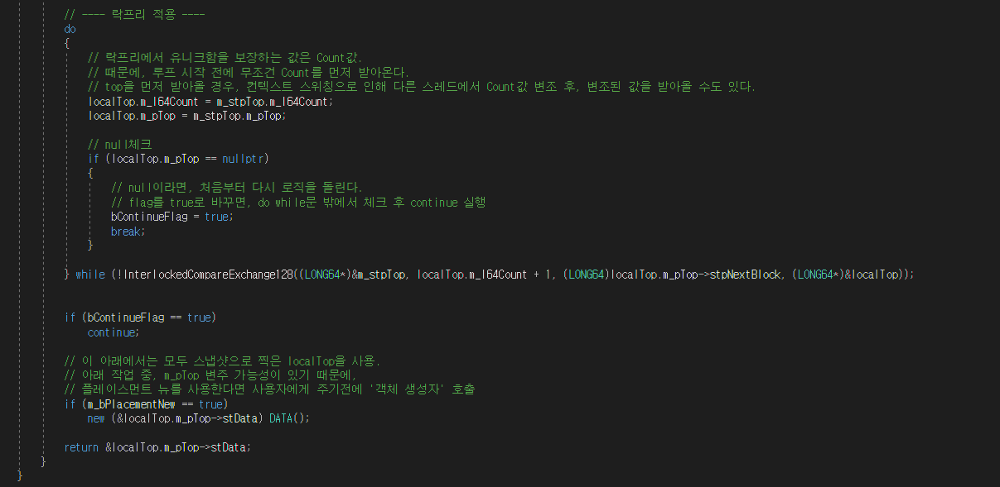 // ---- 락프리 적용 ----
do
{
// 락프리에서 유니크함을 보장하는 값은 Count값.
// 때문에, 루프 시작 전에 무조건 Count를 먼저 받아온다.
// top을 먼저 받아올 경우, 컨텍스트 스위칭으로 인해 다른 스레드에서 Count값 변조 후, 변조된 값을 받아올 수도 있다.
localTop.m_l64Count = m_stpTop.m_l64Count;
localTop.m_pTop = m_stpTop.m_pTop;
// null체크
if (localTop.m_pTop == nullptr)
{
// null이라면, 처음부터 다시 로직을 돌린다.
// flag를 true로 바꾸면, do while문 밖에서 체크 후 continue 실행
bContinueFlag = true;
break;
}
} while (!InterlockedCompareExchange128((LONG64*)&m_stpTop, localTop.m_l64Count + 1, (LONG64)localTop.m_pTop->stpNextBlock, (LONG64*)&localTop));
if (bContinueFlag == true)
continue;
// 이 아래에서는 모두 스냅샷으로 찍은 localTop을 사용.
// 아래 작업 중, m_pTop 변주 가능성이 있기 때문에,
// 플레이스먼트 뉴를 사용한다면 사용자에게 주기전에 '객체 생성자' 호출
if (m_bPlacementNew == true)
new (&localTop.m_pTop->stData) DATA();
return &localTop.m_pTop->stData;
}
}